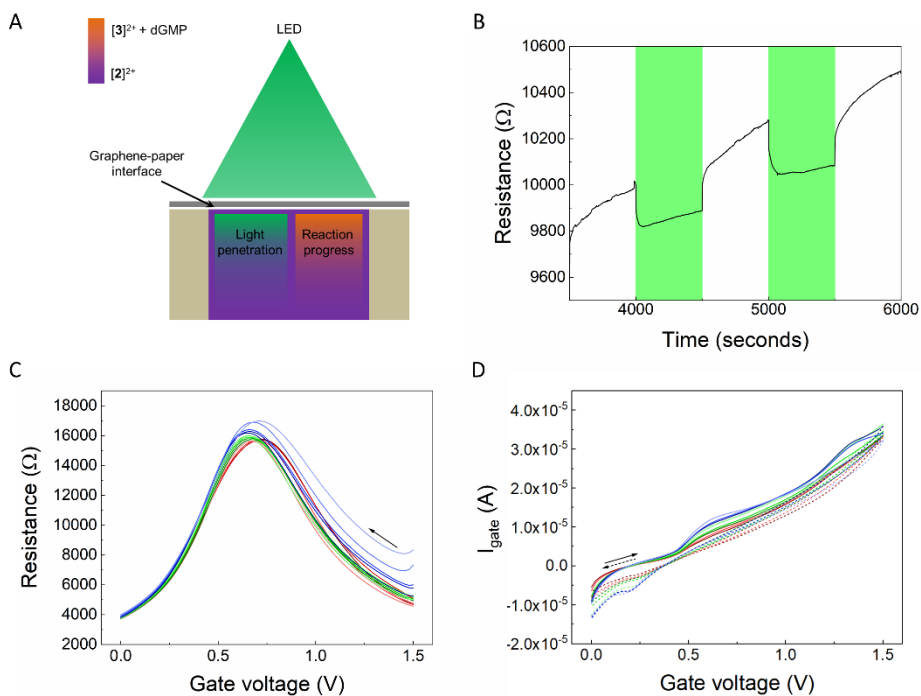 A
[3]²⁺ + dGMP
[2]²⁺
LED
Graphene-paper
interface
Light
penetration
Reaction
progress
B
Resistance (Ω)
10600
10400
10200
10000
9800
9600
4000
5000
6000
Time (seconds)
C
Resistance (Ω)
18000
16000
14000
12000
10000
8000
6000
4000
2000
0.0
0.5
1.0
1.5
Gate voltage (V)
D
I_gate (A)
4.0x10⁻⁵
3.0x10⁻⁵
2.0x10⁻⁵
1.0x10⁻⁵
0.0
-1.0x10⁻⁵
-2.0x10⁻⁵
0.0
0.5
1.0
1.5
Gate voltage (V)